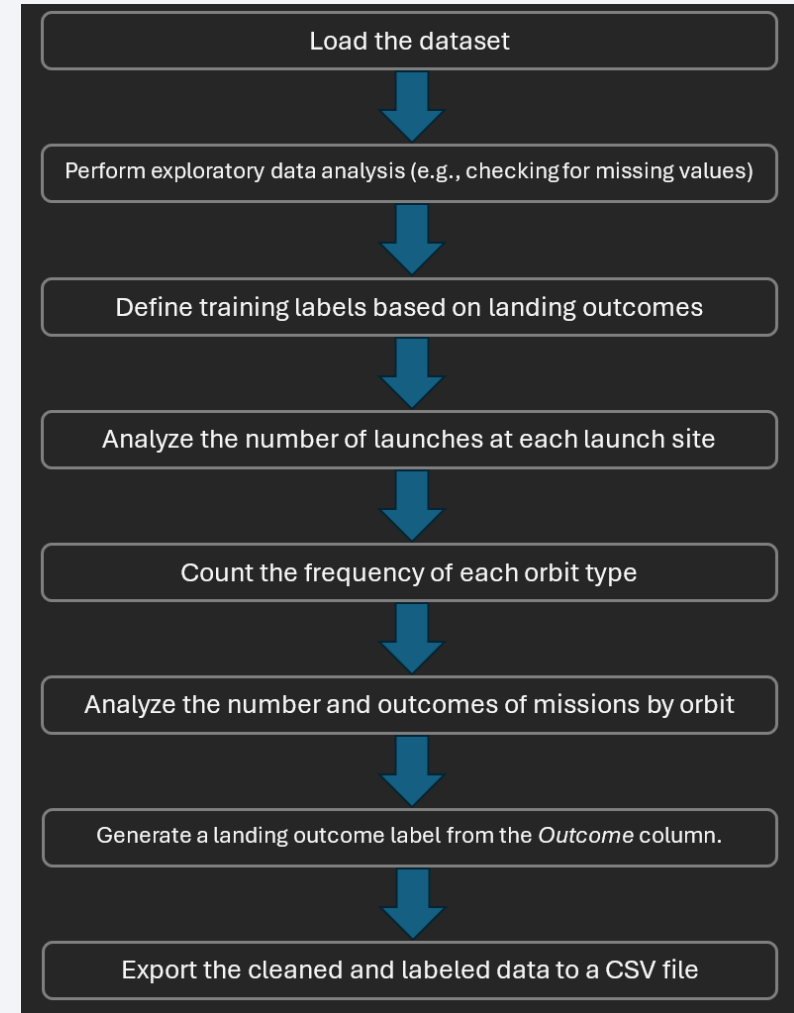 Load the dataset
Perform exploratory data analysis (e.g., checking for missing values)
Define training labels based on landing outcomes
Analyze the number of launches at each launch site
Count the frequency of each orbit type
Analyze the number and outcomes of missions by orbit
Generate a landing outcome label from the Outcome column.
Export the cleaned and labeled data to a CSV file